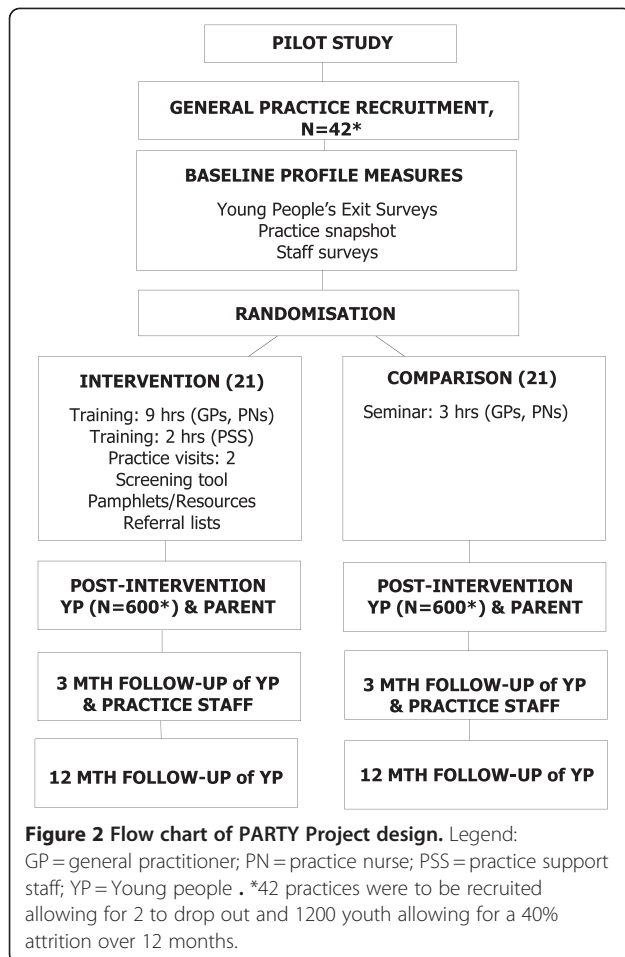 PILOT STUDY
GENERAL PRACTICE RECRUITMENT,
N=42*
BASELINE PROFILE MEASURES
Young People's Exit Surveys
Practice snapshot
Staff surveys
RANDOMISATION
INTERVENTION (21)
Training: 9 hrs (GPs, PNs)
Training: 2 hrs (PSS)
Practice visits: 2
Screening tool
Pamphlets/Resources
Referral lists
COMPARISON (21)
Seminar: 3 hrs (GPs, PNs)
POST-INTERVENTION
YP (N=600*) & PARENT
POST-INTERVENTION
YP (N=600*) & PARENT
3 MTH FOLLOW-UP of YP
& PRACTICE STAFF
3 MTH FOLLOW-UP of YP
& PRACTICE STAFF
12 MTH FOLLOW-UP of YP
12 MTH FOLLOW-UP of YP
Figure 2 Flow chart of PARTY Project design. Legend:
GP = general practitioner; PN = practice nurse; PSS = practice support
staff; YP = Young people . *42 practices were to be recruited
allowing for 2 to drop out and 1200 youth allowing for a 40%
attrition over 12 months.